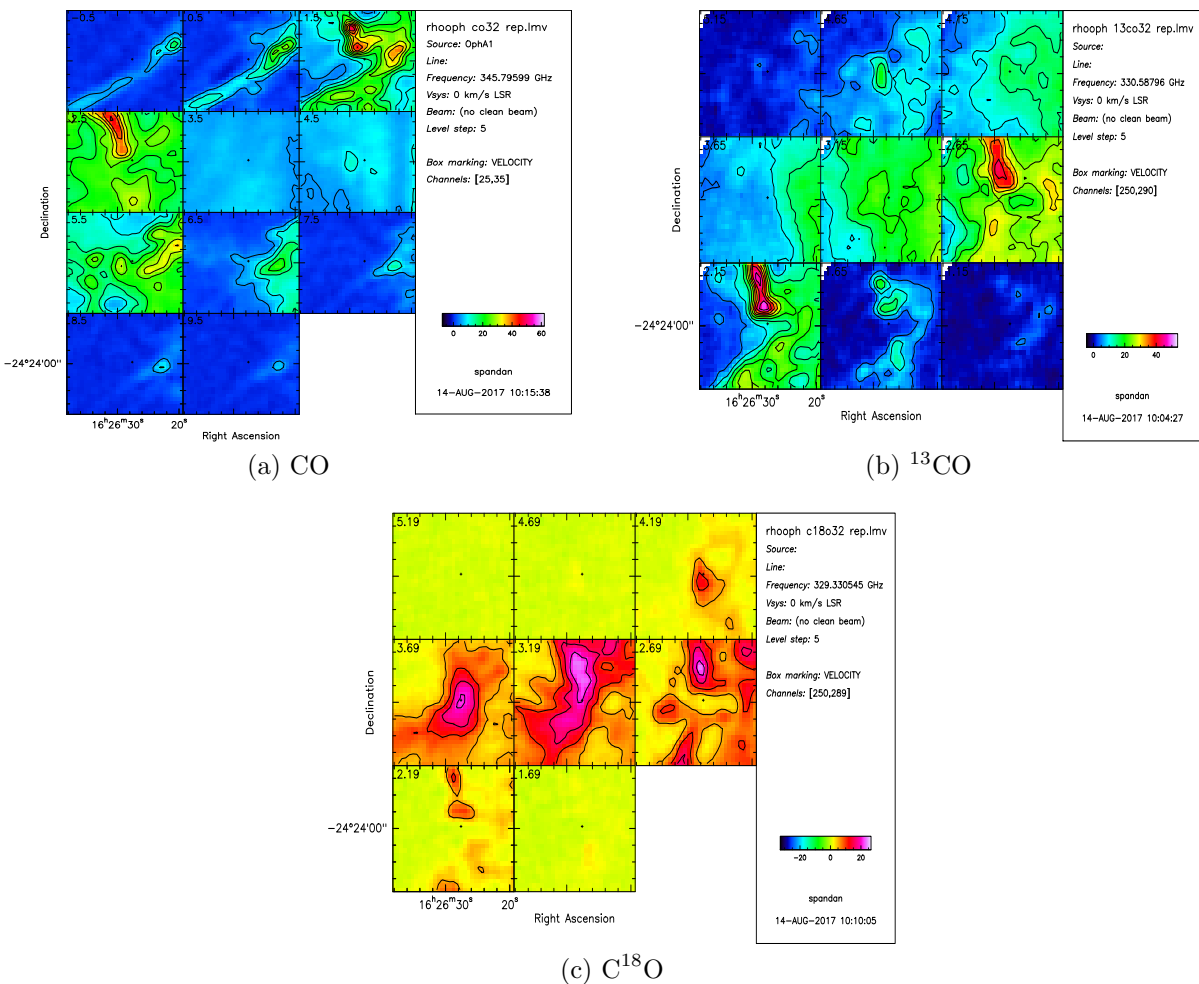 -0.5 0.5 1.5
2.5 3.5 4.5
5.5 6.5 7.5
8.5 9.5
Declination
-24°24'00"
16h26m30s 20s
Right Ascension
rhooph co32 rep.lmv
Source: OphA1
Line:
Frequency: 345.79599 GHz
Vsys: 0 km/s LSR
Beam: (no clean beam)
Level step: 5
Box marking: VELOCITY
Channels: [25,35]
0 20 40 60
spandan
14-AUG-2017 10:15:38
(a) CO
4.75
3.65 3.15 2.65
2.15
Declination
-24°24'00"
16h26m30s 20s
Right Ascension
rhooph 13co32 rep.lmv
Source:
Line:
Frequency: 330.58796 GHz
Vsys: 0 km/s LSR
Beam: (no clean beam)
Level step: 5
Box marking: VELOCITY
Channels: [250,290]
0 20 40
spandan
14-AUG-2017 10:04:27
(b) ¹³CO
5.19 4.69 4.19
3.69 3.19 2.69
2.19 1.69
Declination
-24°24'00"
16h26m30s 20s
Right Ascension
rhooph c18o32 rep.lmv
Source:
Line:
Frequency: 329.330545 GHz
Vsys: 0 km/s LSR
Beam: (no clean beam)
Level step: 5
Box marking: VELOCITY
Channels: [250,289]
-20 0 20
spandan
14-AUG-2017 10:10:05
(c) C¹⁸O